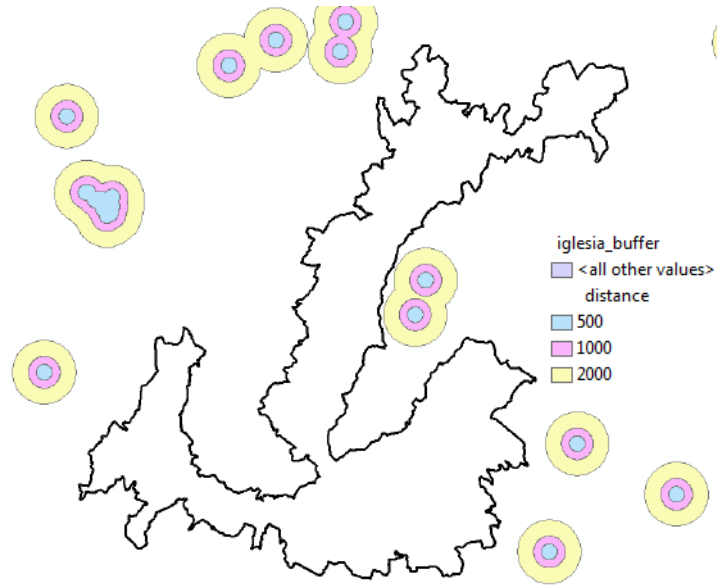 iglesia_buffer
<all other values>
distance
500
1000
2000